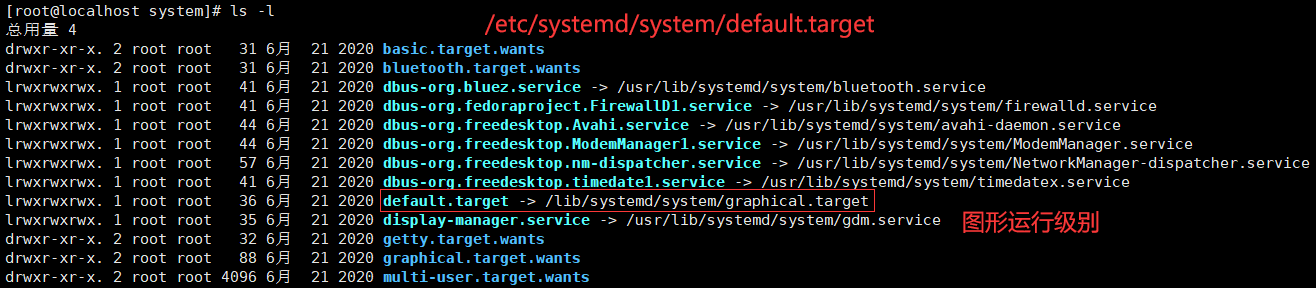 [root@localhost system]# ls -l
总用量 4
/etc/systemd/system/default.target
drwxr-xr-x. 2 root root   31 6月  21 2020 basic.target.wants
drwxr-xr-x. 2 root root   31 6月  21 2020 bluetooth.target.wants
lrwxrwxrwx. 1 root root   41 6月  21 2020 dbus-org.bluez.service -> /usr/lib/systemd/system/bluetooth.service
lrwxrwxrwx. 1 root root   41 6月  21 2020 dbus-org.fedoraproject.FirewallD1.service -> /usr/lib/systemd/system/firewalld.service
lrwxrwxrwx. 1 root root   44 6月  21 2020 dbus-org.freedesktop.Avahi.service -> /usr/lib/systemd/system/avahi-daemon.service
lrwxrwxrwx. 1 root root   44 6月  21 2020 dbus-org.freedesktop.ModemManager1.service -> /usr/lib/systemd/system/ModemManager.service
lrwxrwxrwx. 1 root root   57 6月  21 2020 dbus-org.freedesktop.nm-dispatcher.service -> /usr/lib/systemd/system/NetworkManager-dispatcher.service
lrwxrwxrwx. 1 root root   41 6月  21 2020 dbus-org.freedesktop.timedate1.service -> /usr/lib/systemd/system/timedatex.service
lrwxrwxrwx. 1 root root   36 6月  21 2020 default.target -> /lib/systemd/system/graphical.target
lrwxrwxrwx. 1 root root   35 6月  21 2020 display-manager.service -> /usr/lib/systemd/system/gdm.service
图形运行级别
drwxr-xr-x. 2 root root   32 6月  21 2020 getty.target.wants
drwxr-xr-x. 2 root root   88 6月  21 2020 graphical.target.wants
drwxr-xr-x. 2 root root 4096 6月  21 2020 multi-user.target.wants